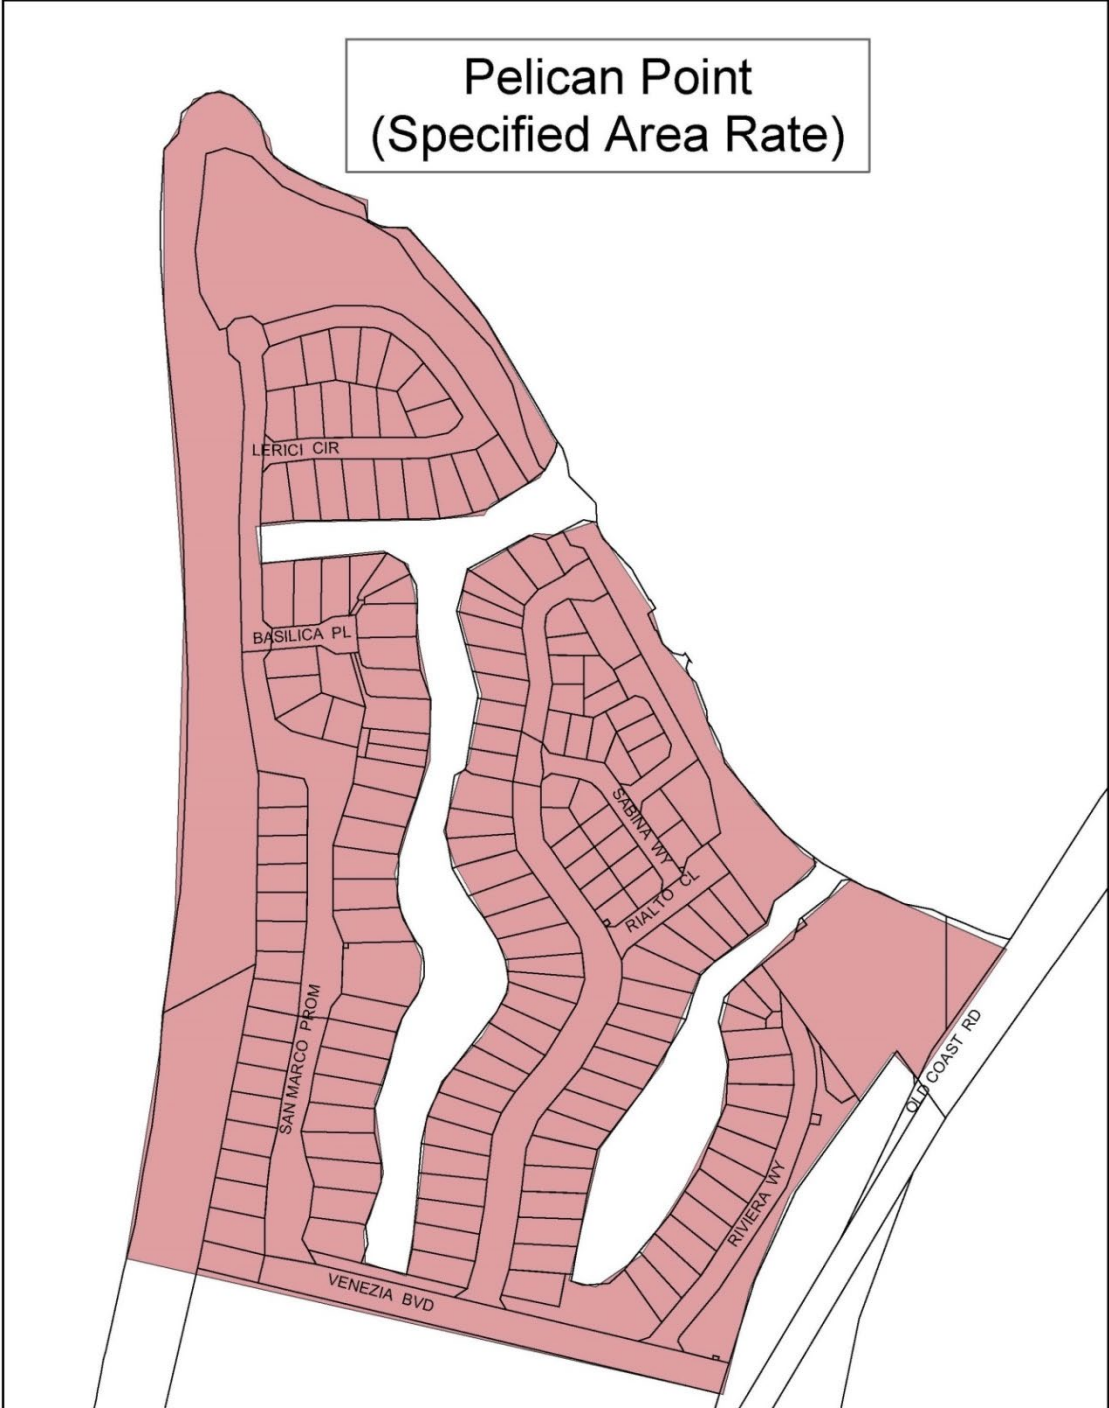 Pelican Point
(Specified Area Rate)
LERICI CIR
BASILICA PL
SABINA WY
RIALTO CL
SAN MARCO PROM
OLD COAST RD
RIVIERA WY
VENEZIA BVD